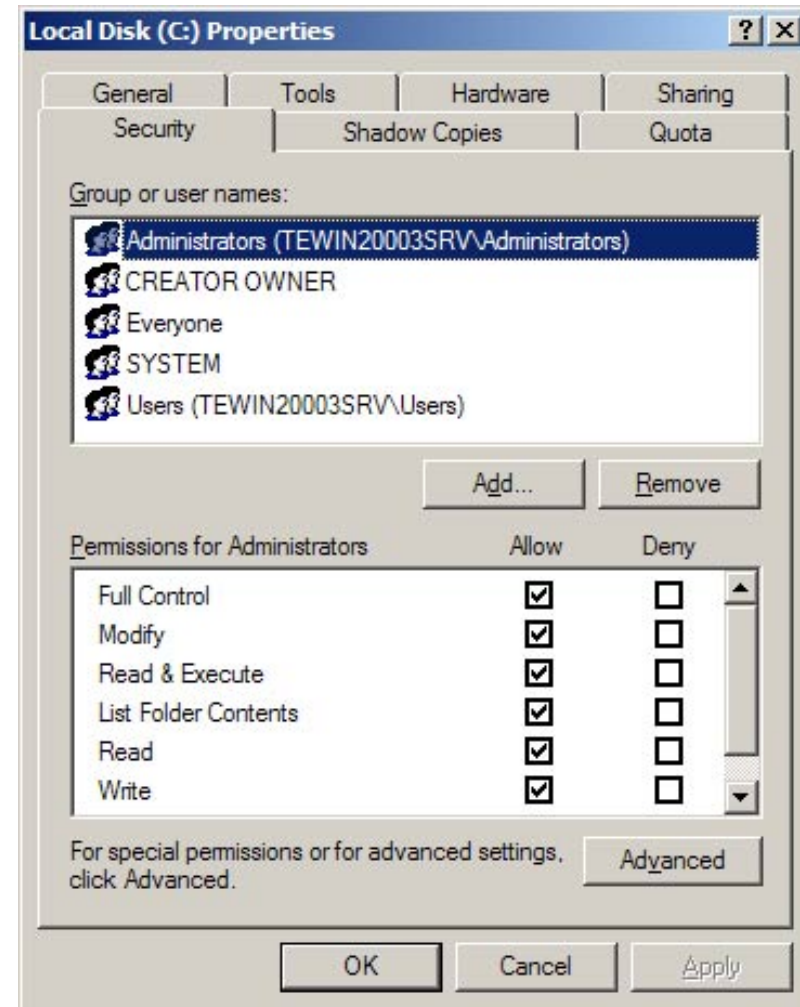 Local Disk (C:) Properties
General Tools Hardware Sharing
Security Shadow Copies Quota
Group or user names:
Administrators (TEWIN20003SRV\Administrators)
CREATOR OWNER
Everyone
SYSTEM
Users (TEWIN20003SRV\Users)
Add... Remove
Permissions for Administrators Allow Deny
Full Control
Modify
Read & Execute
List Folder Contents
Read
Write
For special permissions or for advanced settings,
click Advanced.
Advanced
OK Cancel Apply